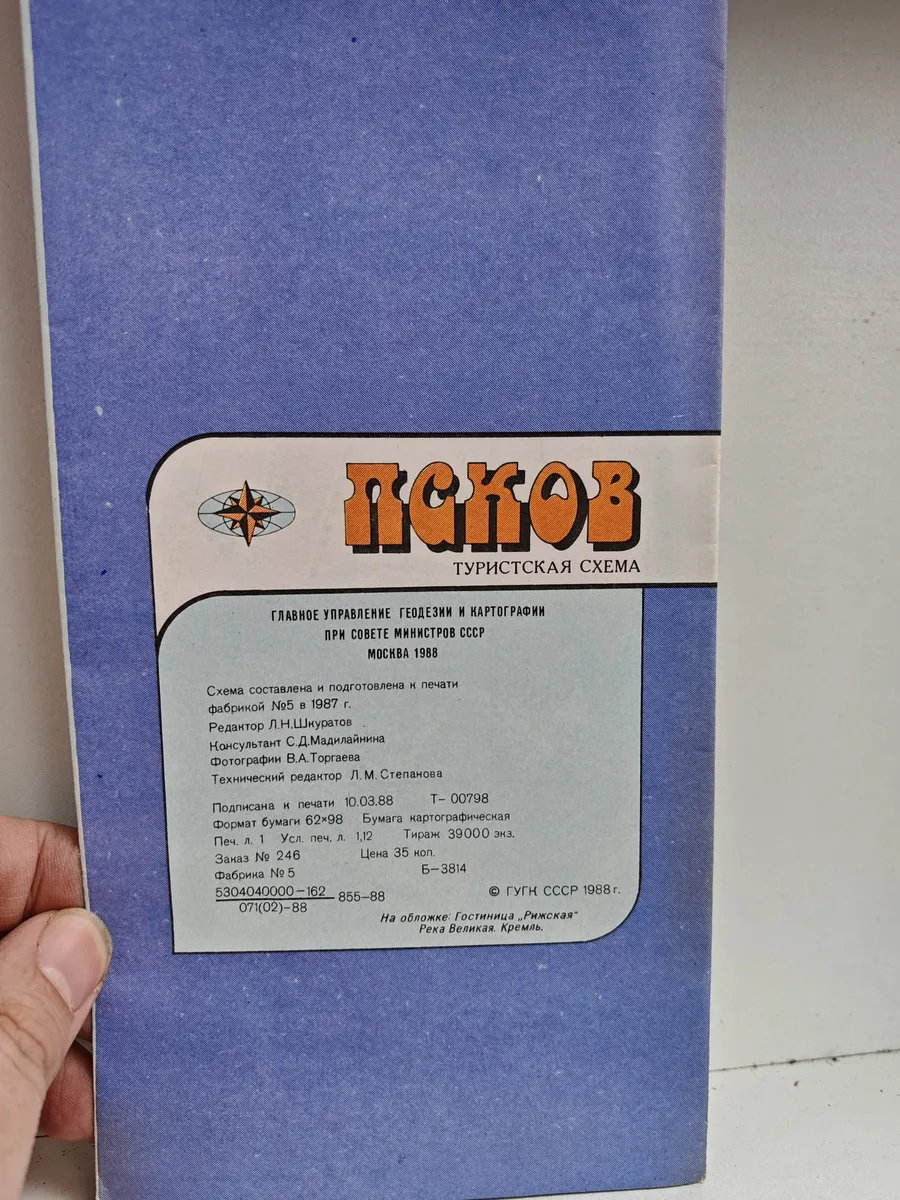 ПСКОВ
ТУРИСТСКАЯ СХЕМА
ГЛАВНОЕ УПРАВЛЕНИЕ ГЕОДЕЗИИ И КАРТОГРАФИИ
ПРИ СОВЕТЕ МИНИСТРОВ СССР
МОСКВА 1988
Схема составлена и подготовлена к печати
фабрикой №5 в 1987 г.
Редактор Л.Н.Шкуратов
Консультант С.Д.Мадилайнина
Фотографии В.А.Торгаева
Технический редактор Л.М.Степанова
Подписана к печати 10.03.88 Т– 00798
Формат бумаги 62×98 Бумага картографическая
Печ. л. 1 Усл. печ. л. 1,12 Тираж 39000 экз.
Заказ № 246 Цена 35 коп.
Фабрика №5 Б–3814
5304040000–162
071(02)–88
855–88
© ГУГК СССР 1988 г.
На обложке: Гостиница „Рижская“
Река Великая. Кремль.